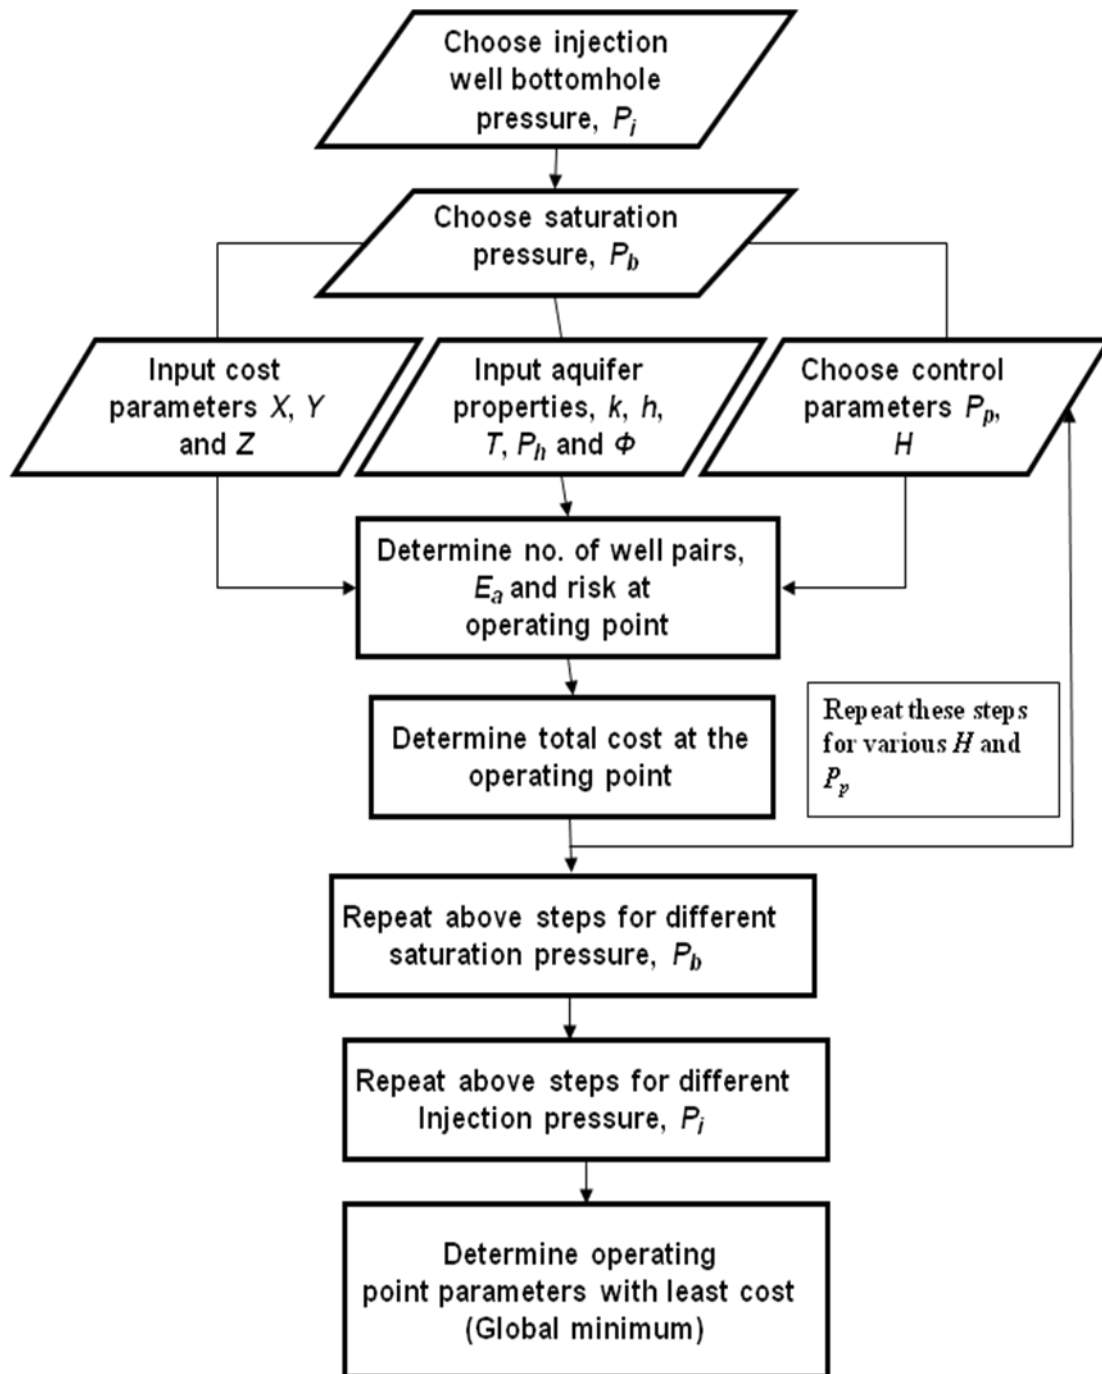 Choose injection
well bottomhole
pressure, Pi
Choose saturation
pressure, Pb
Input cost
parameters X, Y
and Z
Input aquifer
properties, k, h,
T, Ph and Φ
Choose control
parameters Pp,
H
Determine no. of well pairs,
Ea and risk at
operating point
Determine total cost at the
operating point
Repeat these steps
for various H and
Pp
Repeat above steps for different
saturation pressure, Pb
Repeat above steps for different
Injection pressure, Pi
Determine operating
point parameters with least cost
(Global minimum)